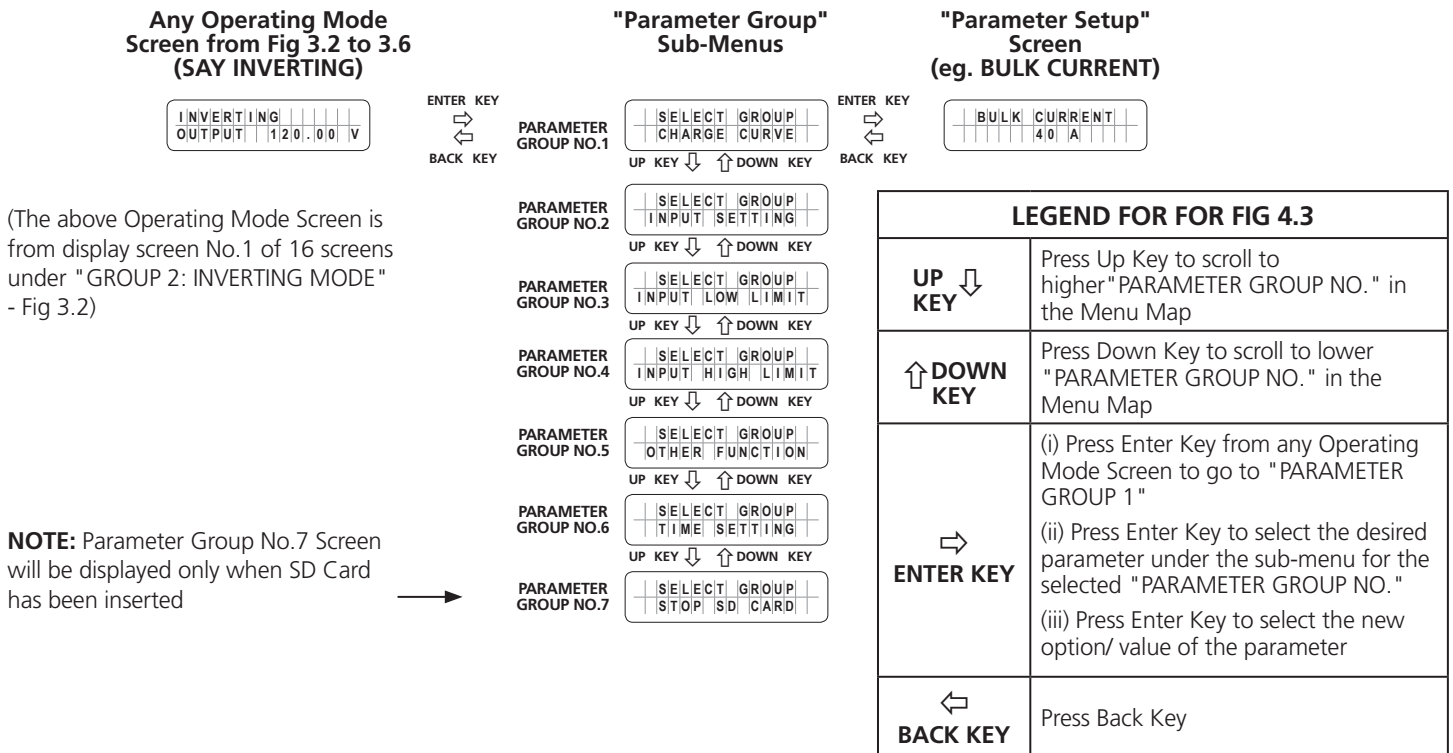 Any Operating Mode
Screen from Fig 3.2 to 3.6
(SAY INVERTING)
INVERTING
OUTPUT 120.00 V
(The above Operating Mode Screen is
from display screen No.1 of 16 screens
under "GROUP 2: INVERTING MODE"
- Fig 3.2)
NOTE: Parameter Group No.7 Screen
will be displayed only when SD Card
has been inserted
ENTER KEY
BACK KEY
"Parameter Group"
Sub-Menus
PARAMETER
GROUP NO.1
SELECT GROUP
CHARGE CURVE
UP KEY DOWN KEY
PARAMETER
GROUP NO.2
SELECT GROUP
INPUT SETTING
UP KEY DOWN KEY
PARAMETER
GROUP NO.3
SELECT GROUP
INPUT LOW LIMIT
UP KEY DOWN KEY
PARAMETER
GROUP NO.4
SELECT GROUP
INPUT HIGH LIMIT
UP KEY DOWN KEY
PARAMETER
GROUP NO.5
SELECT GROUP
OTHER FUNCTION
UP KEY DOWN KEY
PARAMETER
GROUP NO.6
SELECT GROUP
TIME SETTING
UP KEY DOWN KEY
PARAMETER
GROUP NO.7
SELECT GROUP
STOP SD CARD
ENTER KEY
BACK KEY
"Parameter Setup"
Screen
(eg. BULK CURRENT)
BULK CURRENT
40 A
LEGEND FOR FOR FIG 4.3
UP
KEY
Press Up Key to scroll to
higher"PARAMETER GROUP NO." in
the Menu Map
DOWN
KEY
Press Down Key to scroll to lower
"PARAMETER GROUP NO." in the
Menu Map
ENTER KEY
(i) Press Enter Key from any Operating
Mode Screen to go to "PARAMETER
GROUP 1"
(ii) Press Enter Key to select the desired
parameter under the sub-menu for the
selected "PARAMETER GROUP NO."
(iii) Press Enter Key to select the new
option/ value of the parameter
BACK KEY
Press Back Key